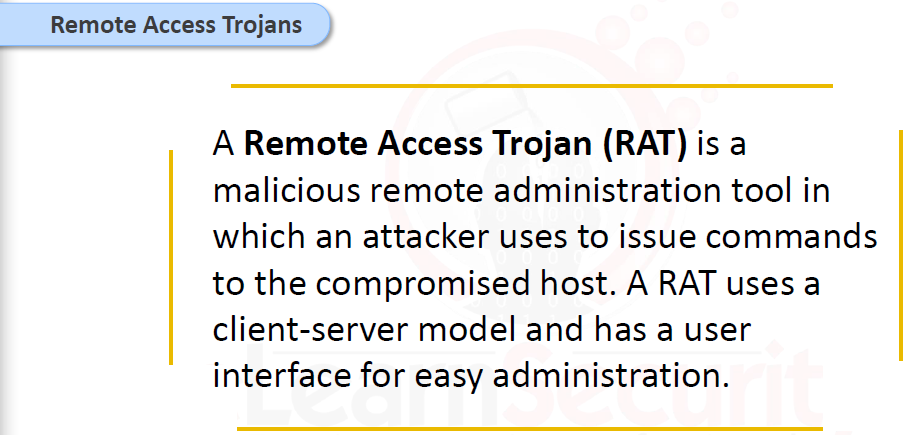 Remote Access Trojans
A Remote Access Trojan (RAT) is a
malicious remote administration tool in
which an attacker uses to issue commands
to the compromised host. A RAT uses a
client-server model and has a user
interface for easy administration.
LearnSecurit